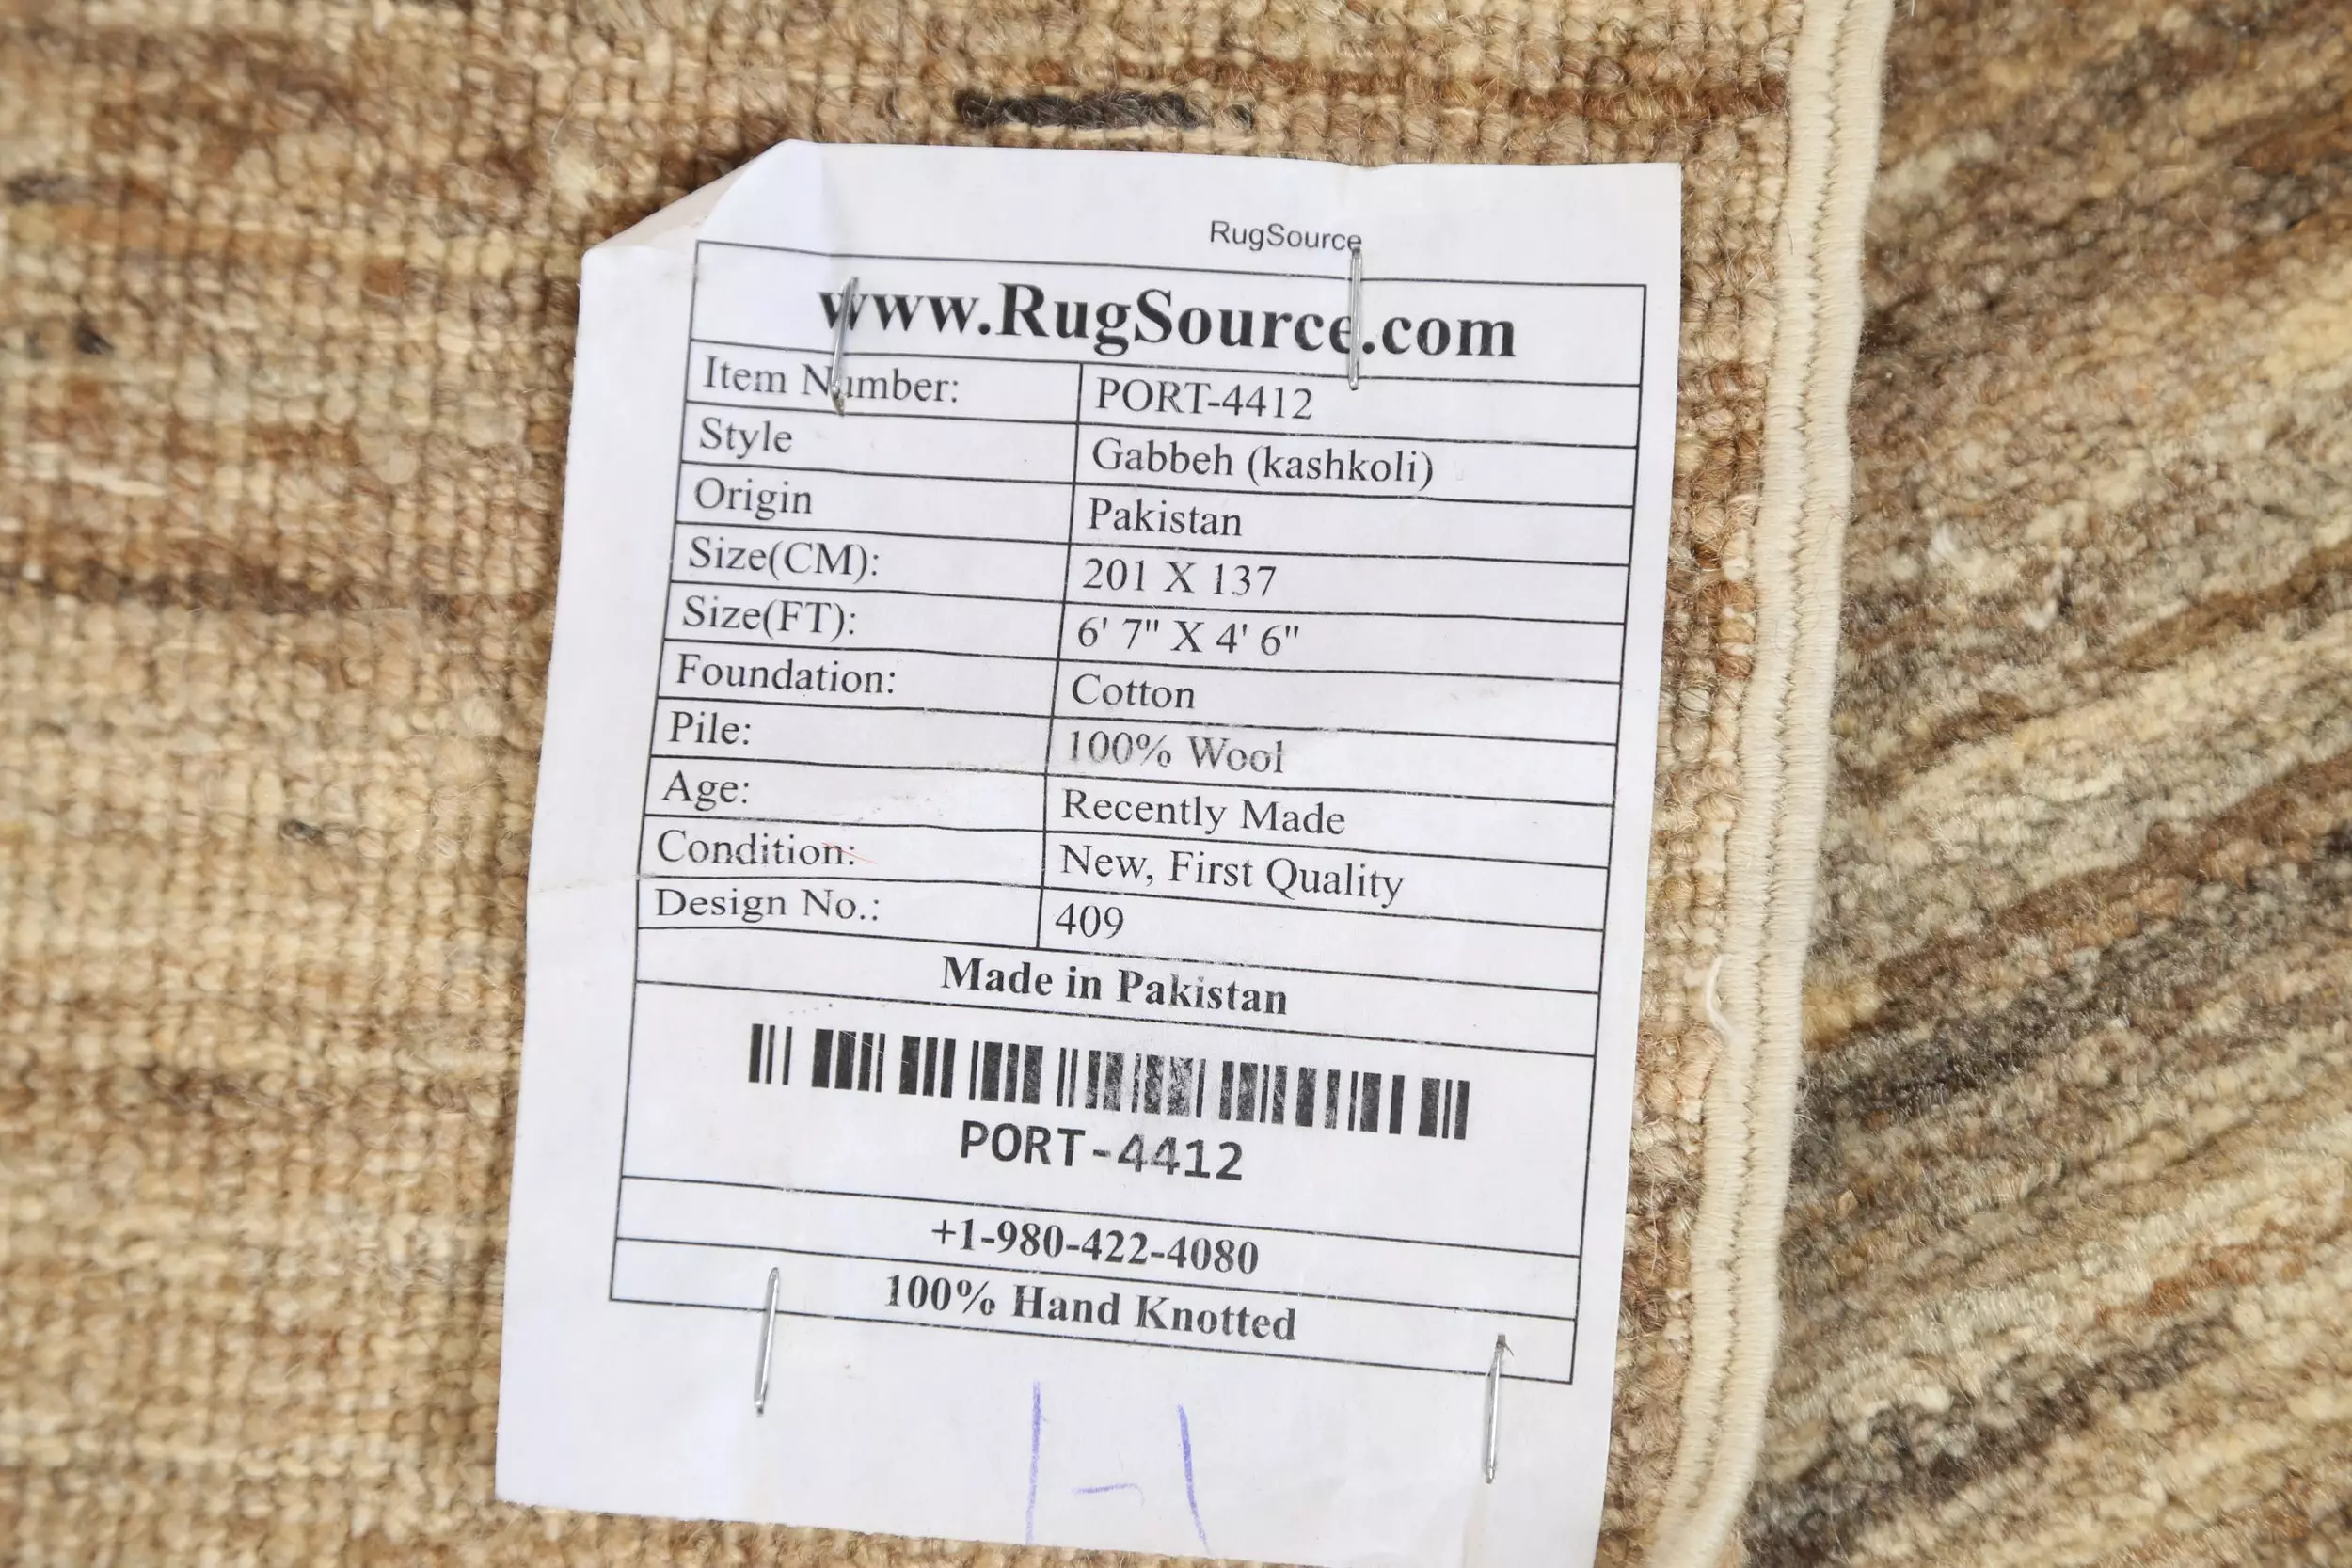 RugSource
www.RugSource.com
Item Number: PORT-4412
Style Gabbeh (kashkoli)
Origin Pakistan
Size(CM): 201 X 137
Size(FT): 6' 7" X 4' 6"
Foundation: Cotton
Pile: 100% Wool
Age: Recently Made
Condition: New, First Quality
Design No.: 409
Made in Pakistan
PORT-4412
+1-980-422-4080
100% Hand Knotted
1-1